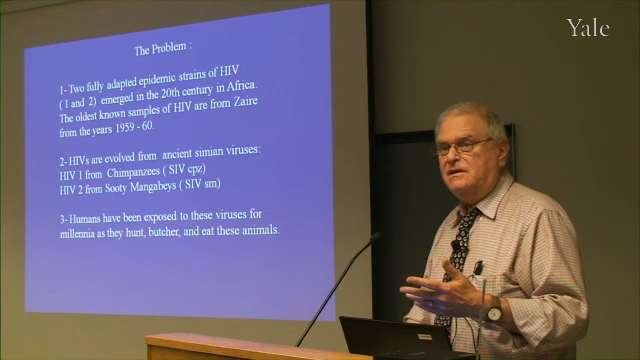 Yale
The Problem :
1- Two fully adapted epidemic strains of HIV
( 1 and 2) emerged in the 20th century in Africa.
The oldest known samples of HIV are from Zaire
from the years 1959 - 60.
2- HIVs are evolved from ancient simian viruses:
HIV 1 from Chimpanzees ( SIV cpz)
HIV 2 from Sooty Mangabeys ( SIV sm)
3- Humans have been exposed to these viruses for
millennia as they hunt, butcher, and eat these animals.